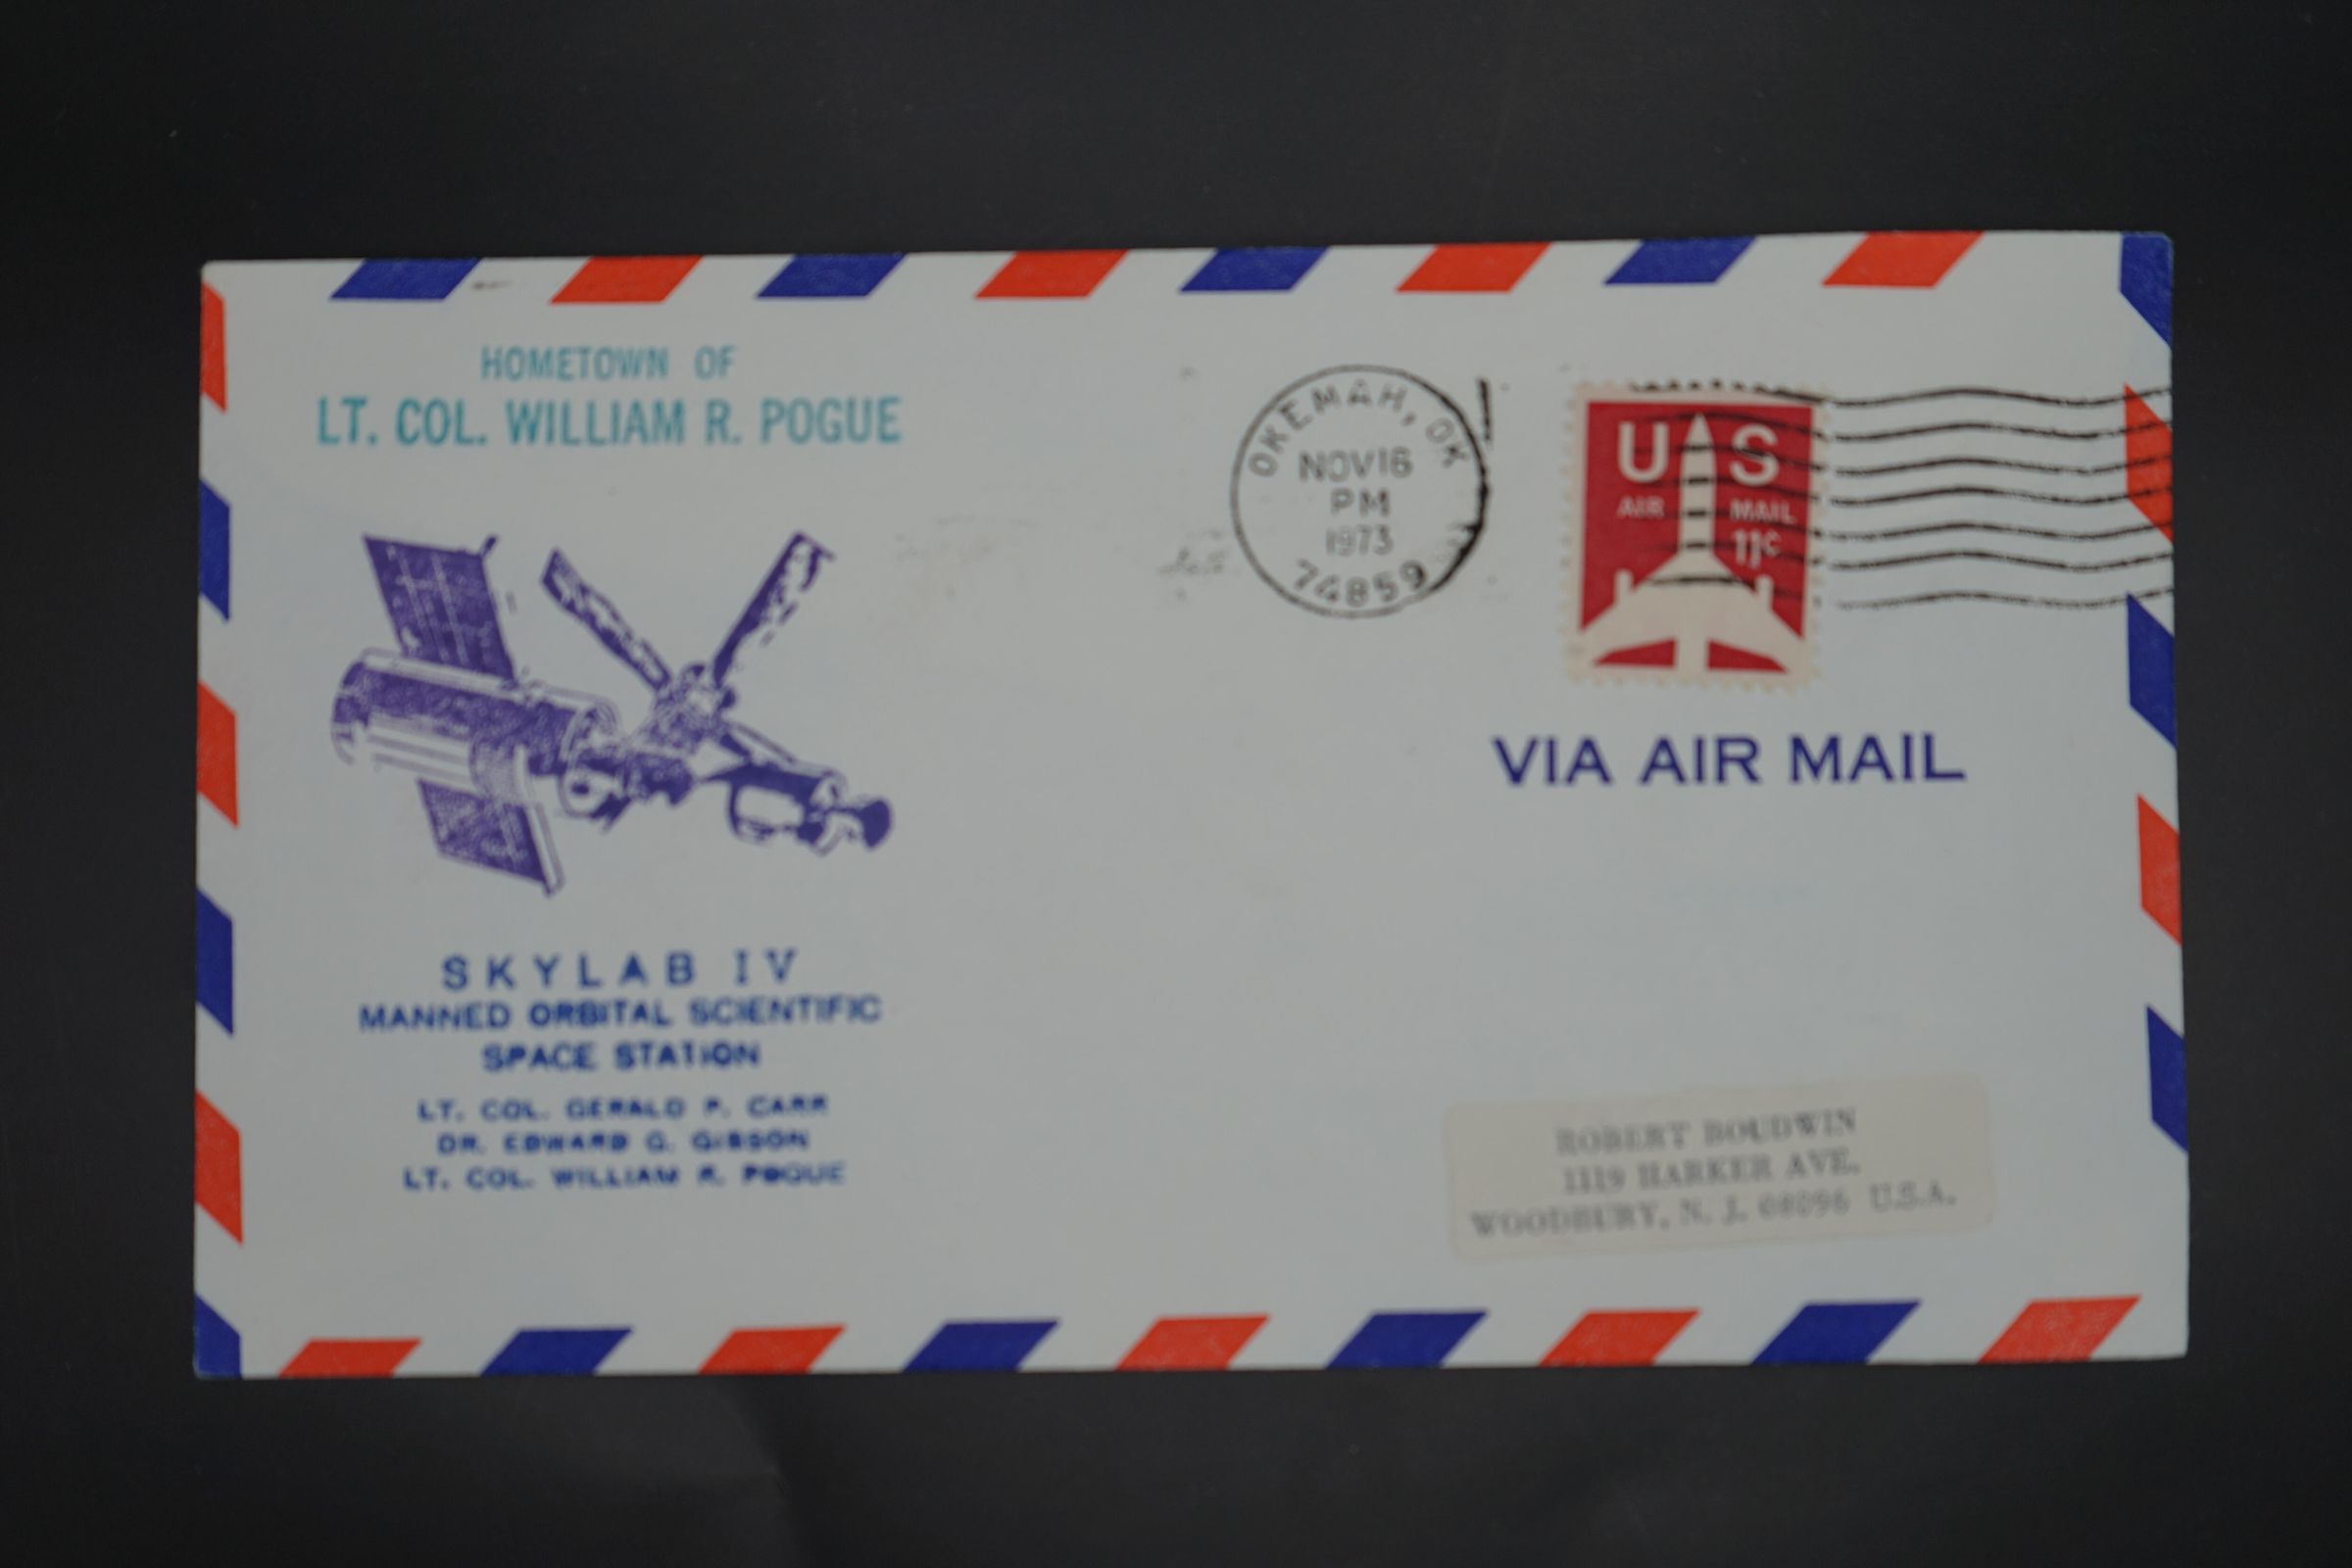 HOMETOWN OF
LT. COL. WILLIAM R. POGUE
OKEMAH, OK
NOV 16
PM
1973
74859
U S
AIR MAIL
11c
VIA AIR MAIL
SKYLAB IV
MANNED ORBITAL SCIENTIFIC
SPACE STATION
LT. COL. GERALD P. CARR
DR. EDWARD G. GIBSON
LT. COL. WILLIAM R. POGUE
ROBERT BOUDWIN
1119 HARKER AVE.
WOODBURY, N. J. 08096 U.S.A.